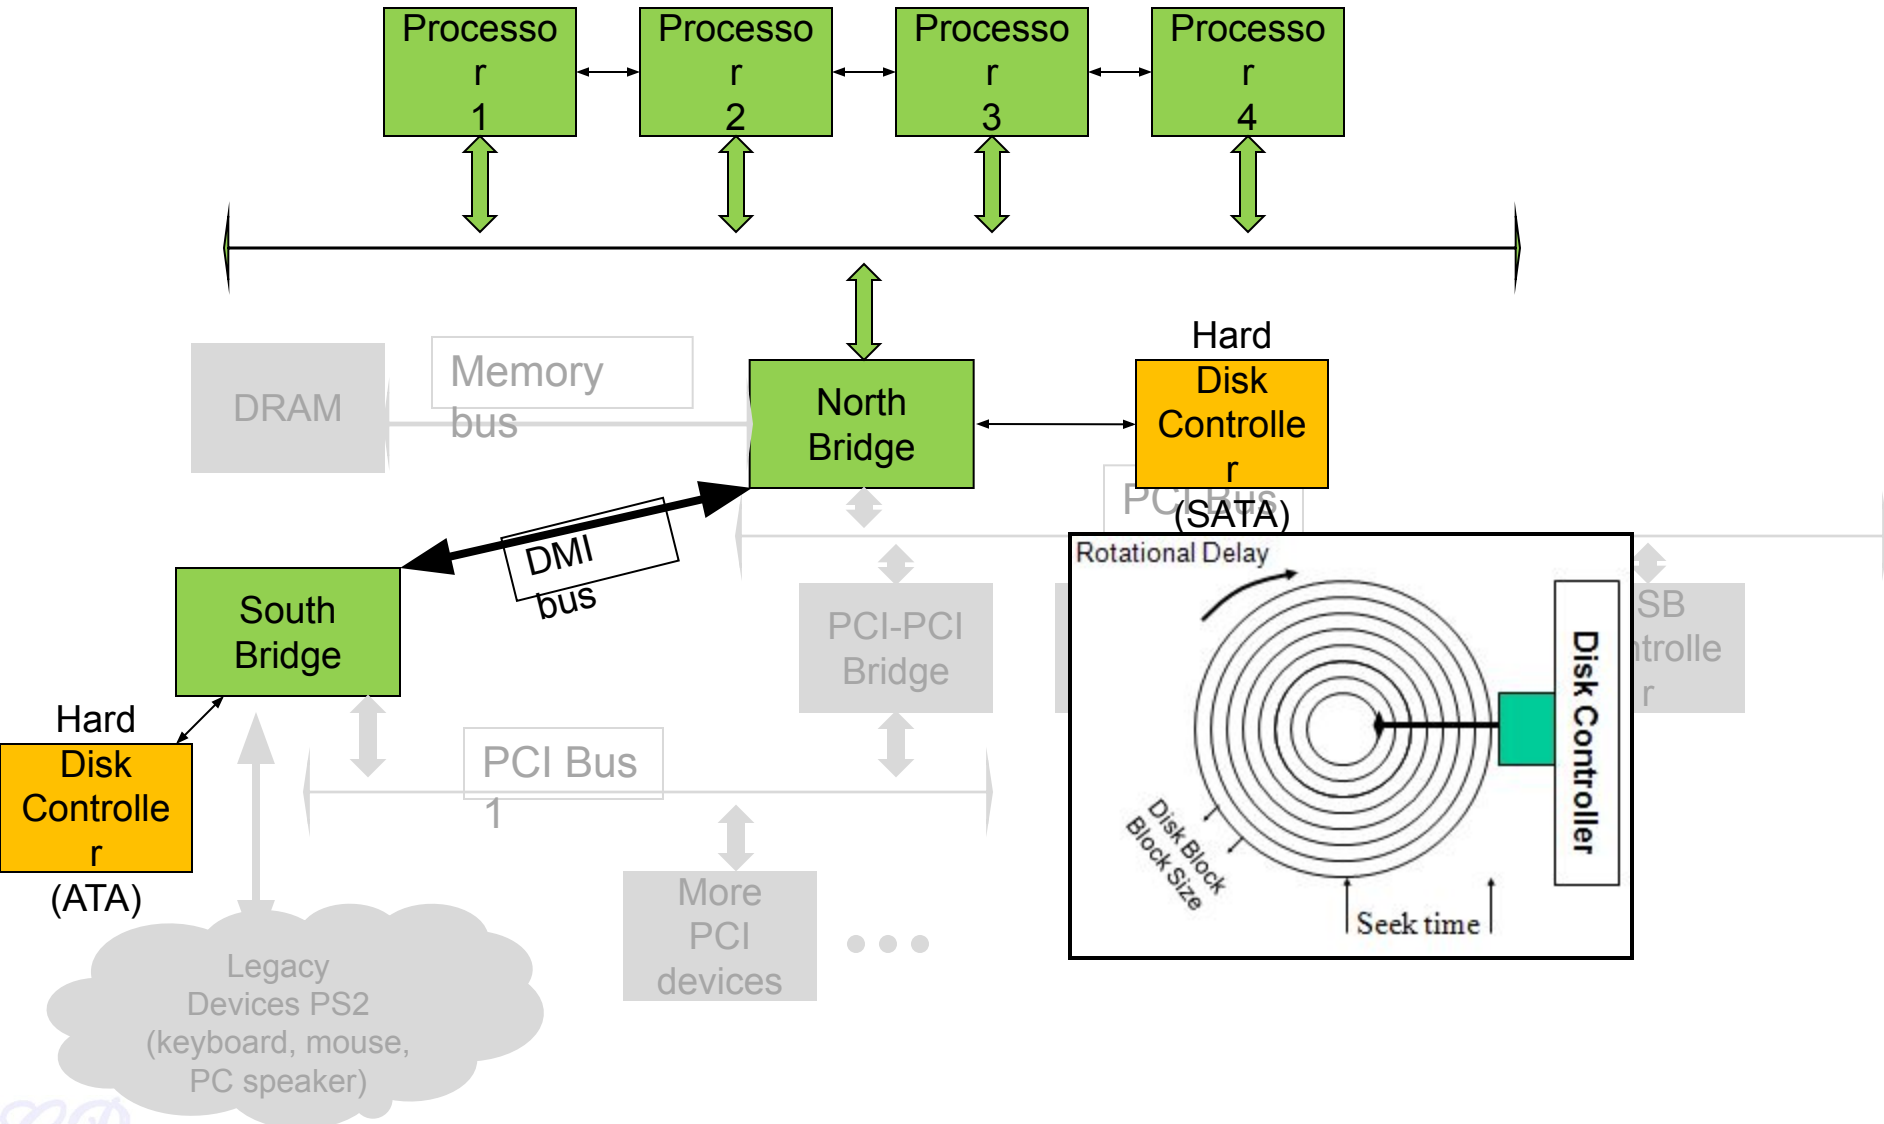 Processo
r
1
Processo
r
2
Processo
r
3
Processo
r
4
DRAM
Memory
bus
North
Bridge
Hard
Disk
Controlle
r
(SATA)
PCI Bus
DMI
bus
South
Bridge
PCI-PCI
Bridge
SB
ntrolle
r
Rotational Delay
Disk Controller
Disk Block
Block Size
Seek time
Hard
Disk
Controlle
r
(ATA)
PCI Bus
1
More
PCI
devices
Legacy
Devices PS2
(keyboard, mouse,
PC speaker)